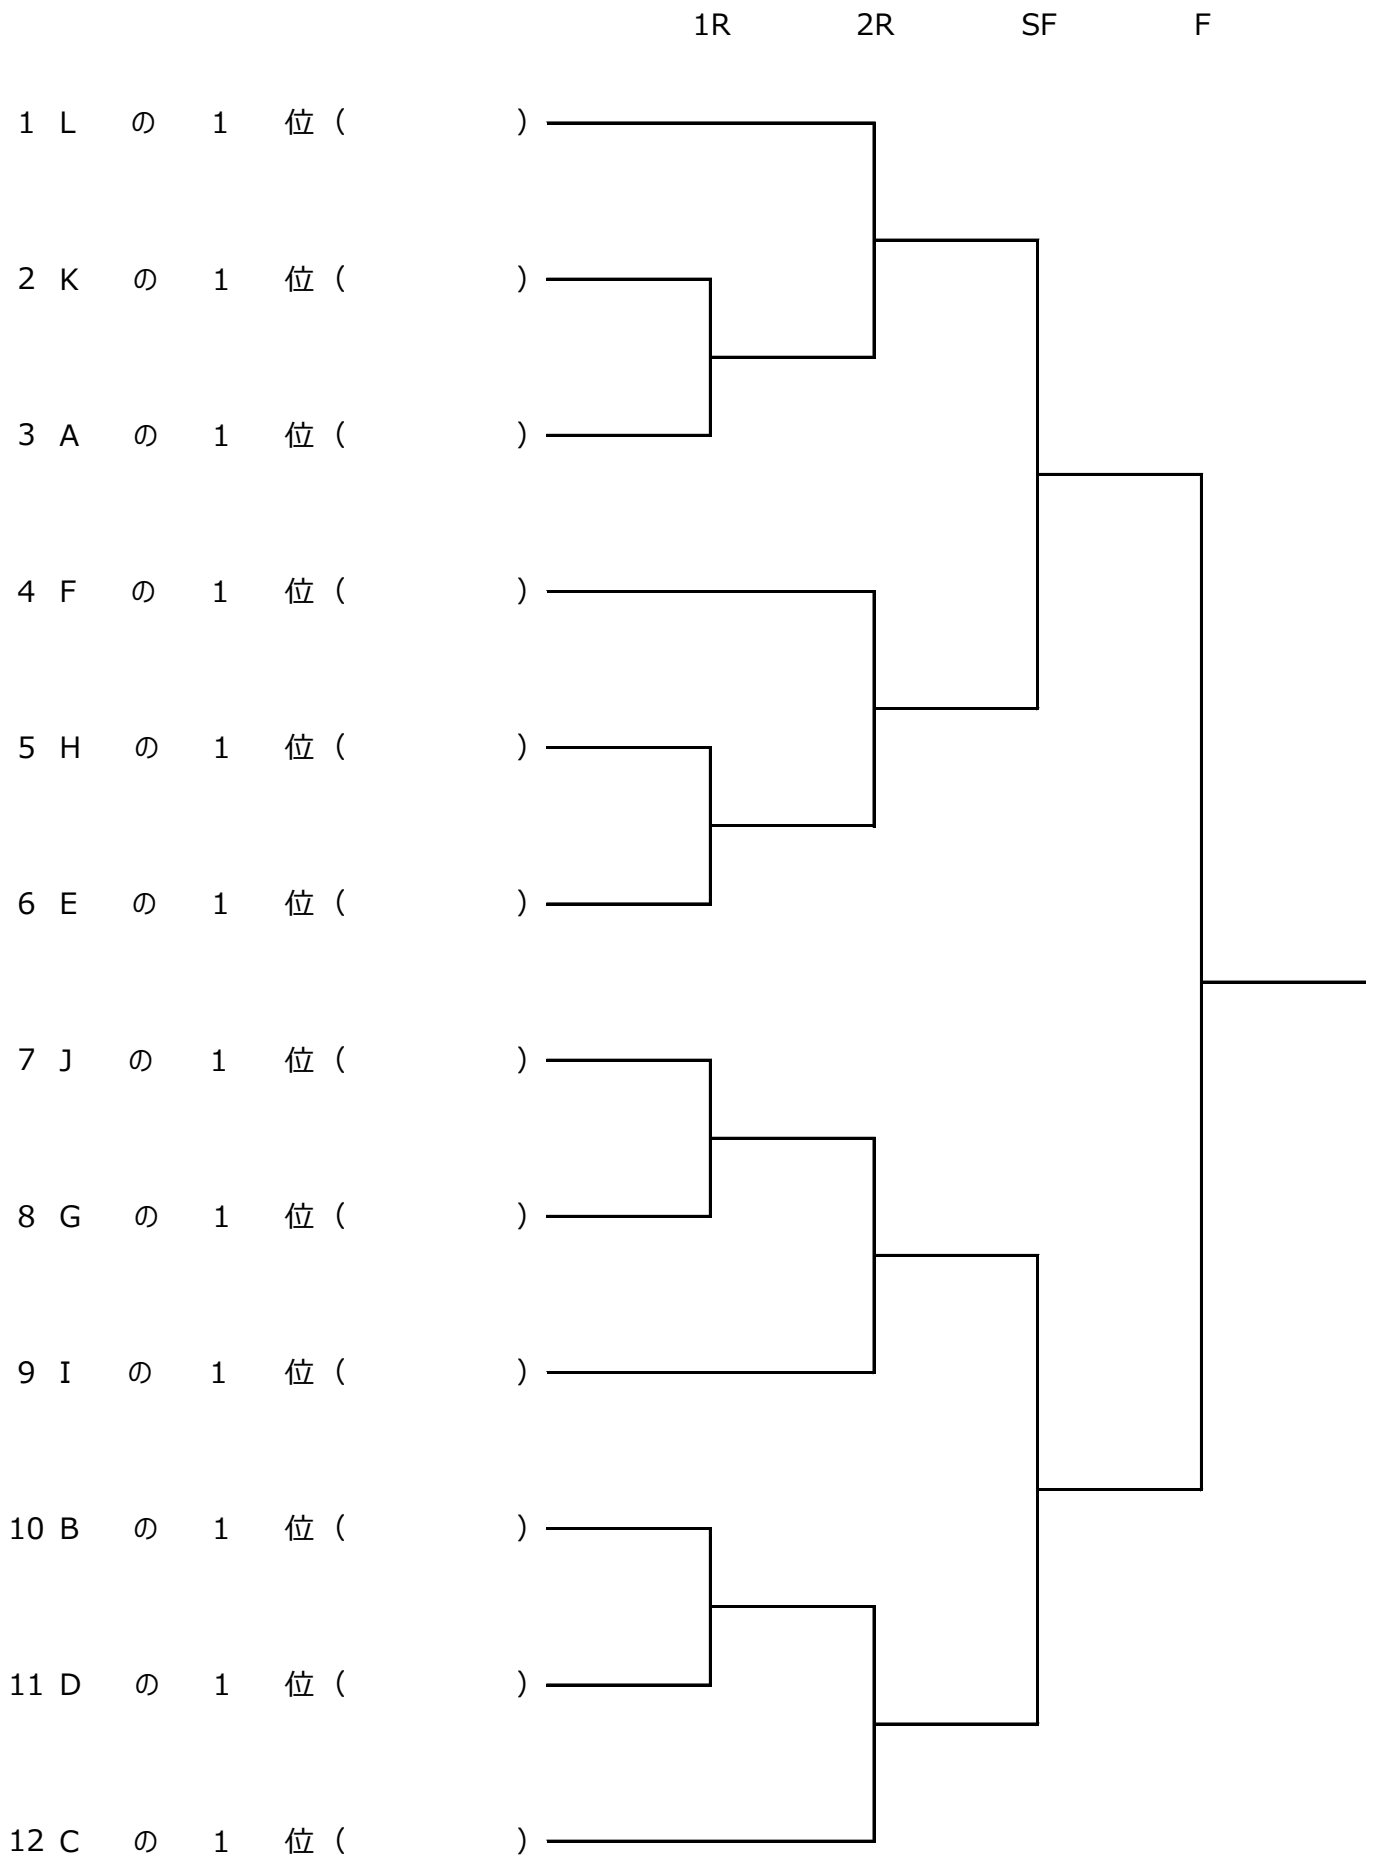 1R 2R SF F
1 L の 1 位 ( )
2 K の 1 位 ( )
3 A の 1 位 ( )
4 F の 1 位 ( )
5 H の 1 位 ( )
6 E の 1 位 ( )
7 J の 1 位 ( )
8 G の 1 位 ( )
9 I の 1 位 ( )
10 B の 1 位 ( )
11 D の 1 位 ( )
12 C の 1 位 ( )